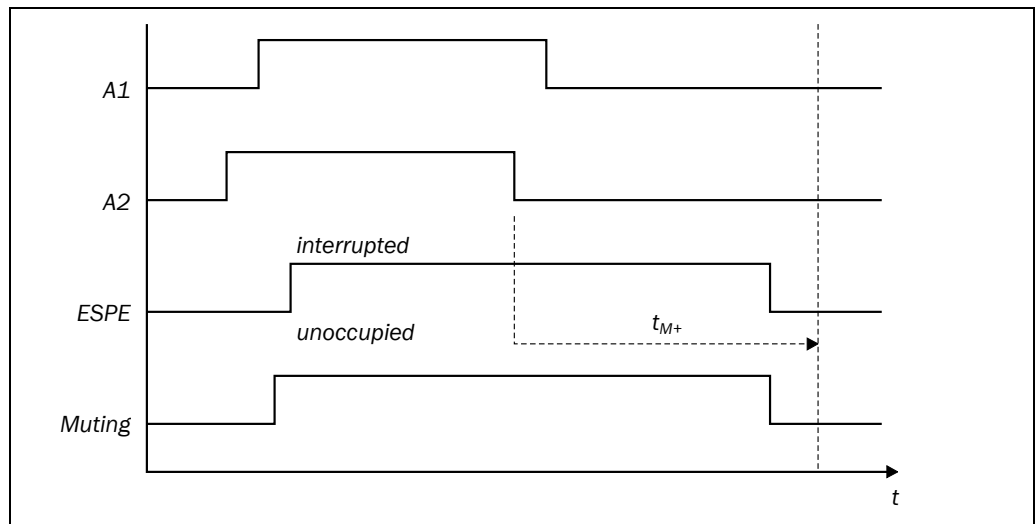 A1
A2
interrupted
ESPE
unoccupied
tM+
Muting
t